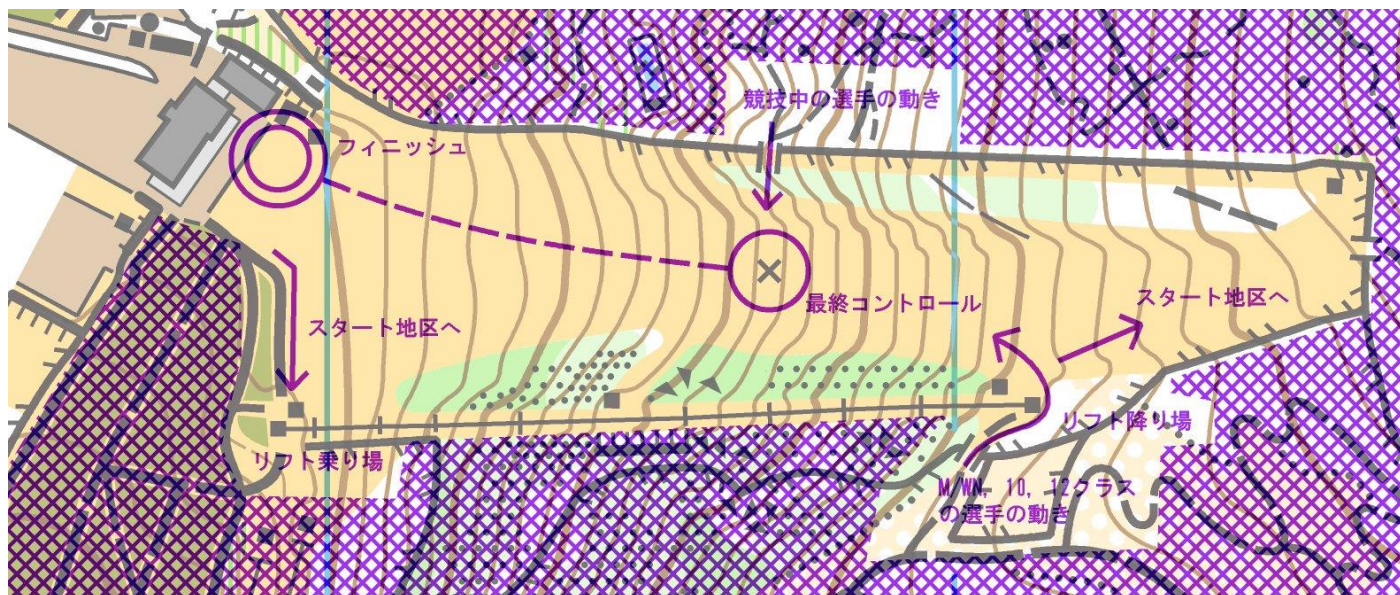 競技中の選手の動き
フィニッシュ
最終コントロール
スタート地区へ
スタート地区へ
リフト降り場
リフト乗り場
M/WN, 10, 12クラス
の選手の動き